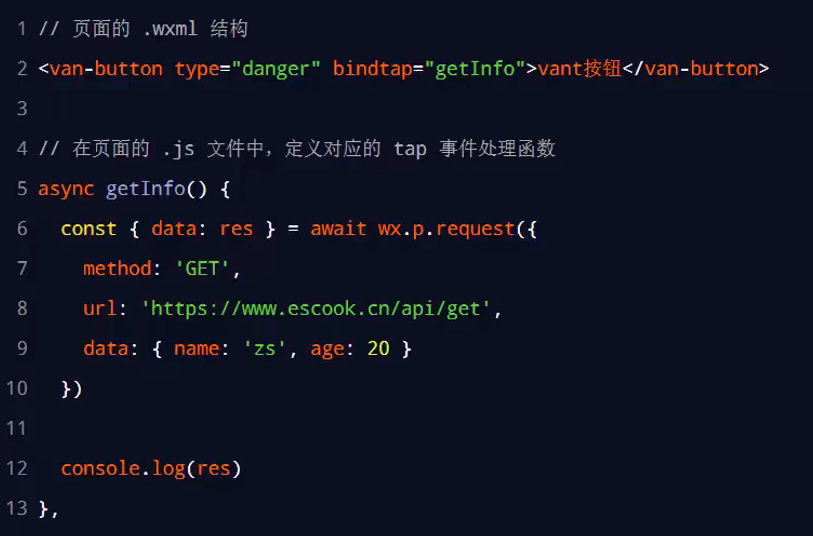 1 // 页面的 .wxml 结构
2 <van-button type="danger" bindtap="getInfo">vant按钮</van-button>
3
4 // 在页面的 .js 文件中，定义对应的 tap 事件处理函数
5 async getInfo() {
6   const { data: res } = await wx.p.request({
7     method: 'GET',
8     url: 'https://www.escook.cn/api/get',
9     data: { name: 'zs', age: 20 }
10   })
11
12   console.log(res)
13 },